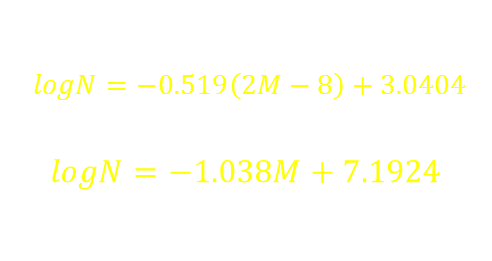 logN = −0.519(2M − 8) + 3.0404
logN = −1.038M + 7.1924